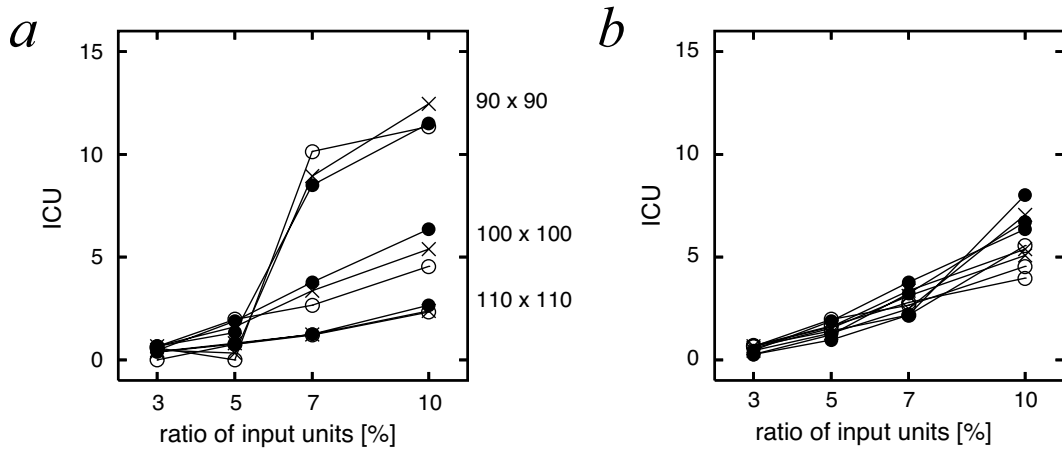 a
15
10
5
0
ICU
3 5 7 10
ratio of input units [%]
90 x 90
100 x 100
110 x 110
b
15
10
5
0
ICU
3 5 7 10
ratio of input units [%]